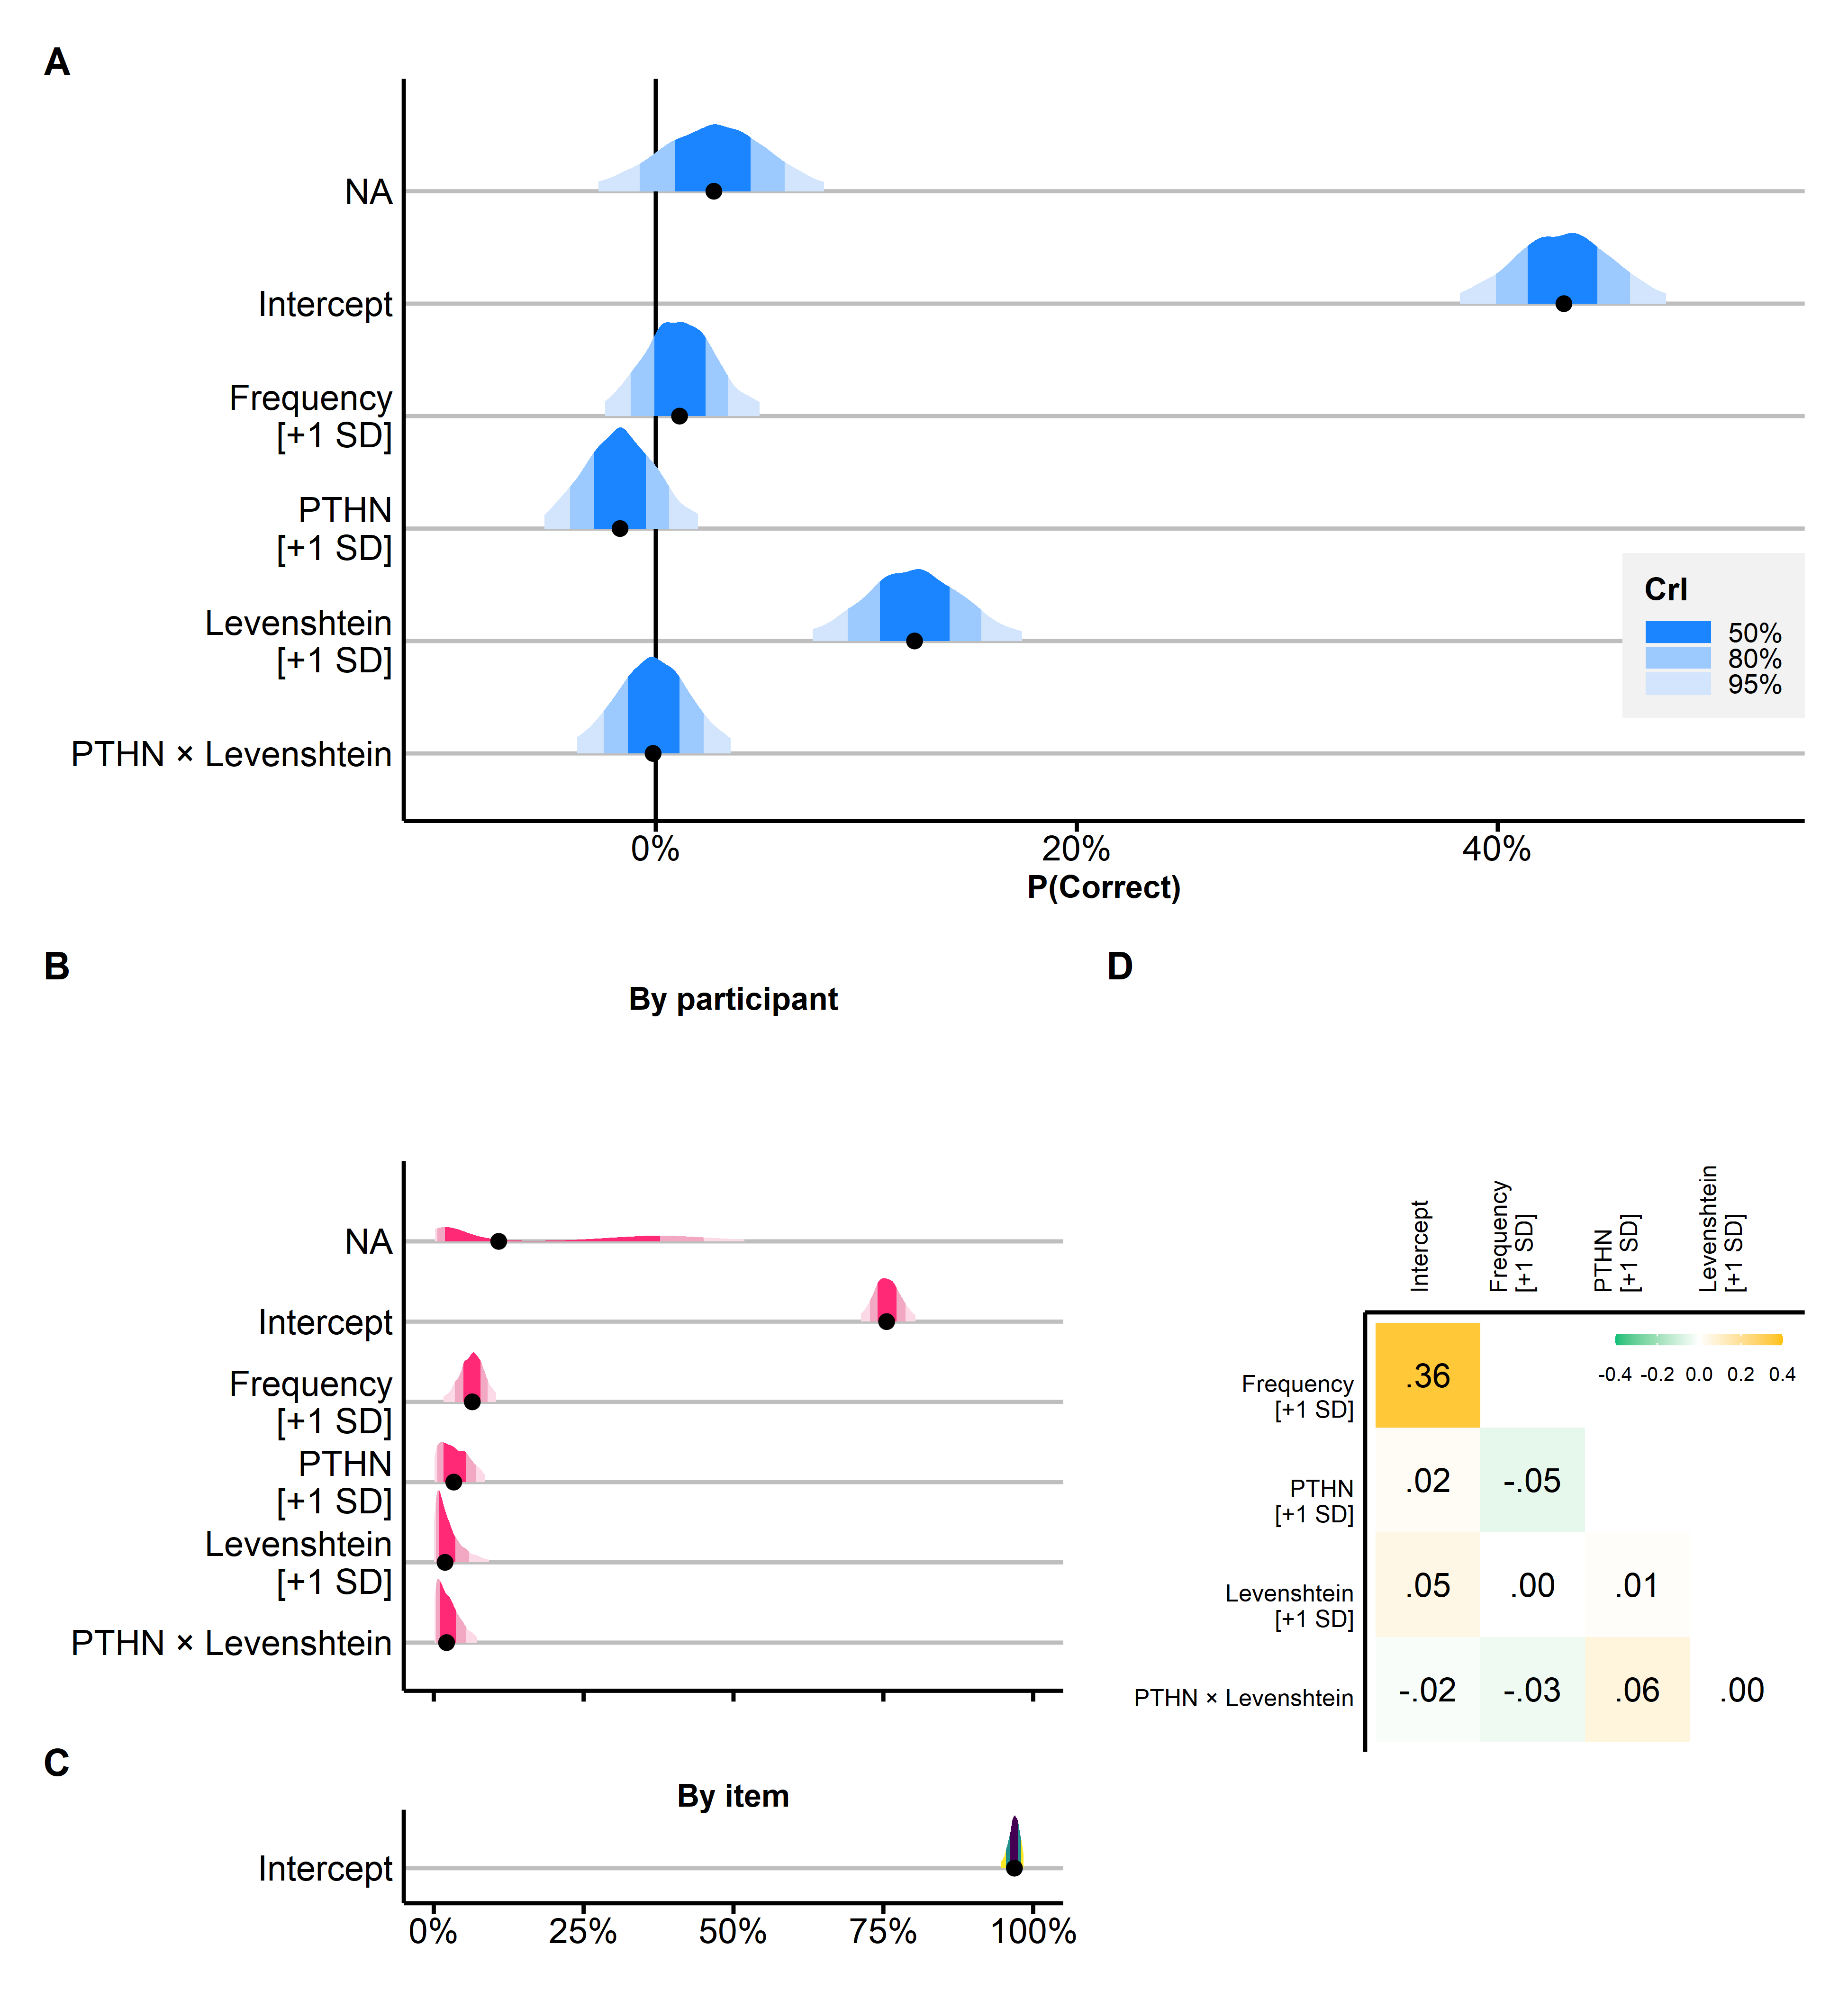 A
NA
Intercept
Frequency
[+1 SD]
PTHN
[+1 SD]
Levenshtein
[+1 SD]
PTHN × Levenshtein
CrI
50%
80%
95%
0%
20%
40%
P(Correct)
B
By participant
NA
Intercept
Frequency
[+1 SD]
PTHN
[+1 SD]
Levenshtein
[+1 SD]
PTHN × Levenshtein
C
By item
Intercept
0%
25%
50%
75%
100%
D
Intercept
Frequency
[+1 SD]
PTHN
[+1 SD]
Levenshtein
[+1 SD]
-0.4 -0.2 0.0 0.2 0.4
Frequency
[+1 SD]
.36
PTHN
[+1 SD]
.02 -.05
Levenshtein
[+1 SD]
.05 .00 .01
PTHN × Levenshtein
-.02 -.03 .06 .00